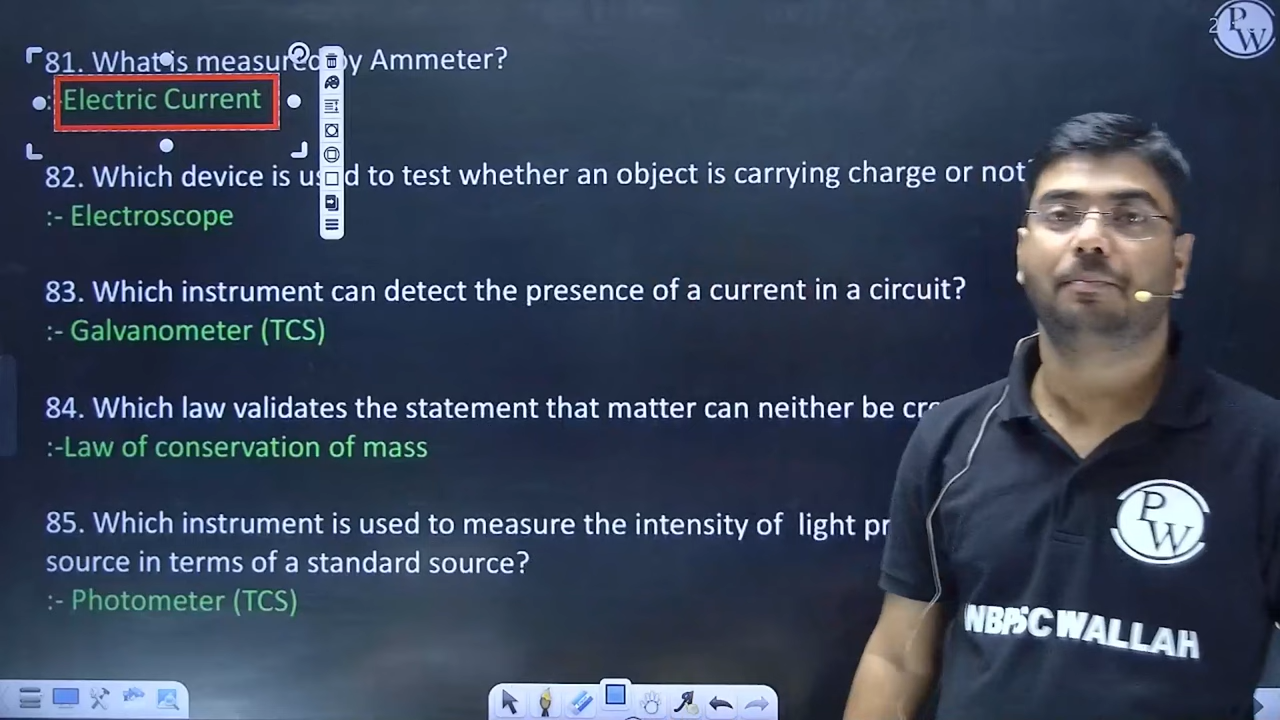 81. What is measured by Ammeter?
:-Electric Current
82. Which device is used to test whether an object is carrying charge or not?
:- Electroscope
83. Which instrument can detect the presence of a current in a circuit?
:- Galvanometer (TCS)
84. Which law validates the statement that matter can neither be
:-Law of conservation of mass
85. Which instrument is used to measure the intensity of light
source in terms of a standard source?
:- Photometer (TCS)
PW
PW
WALLAH